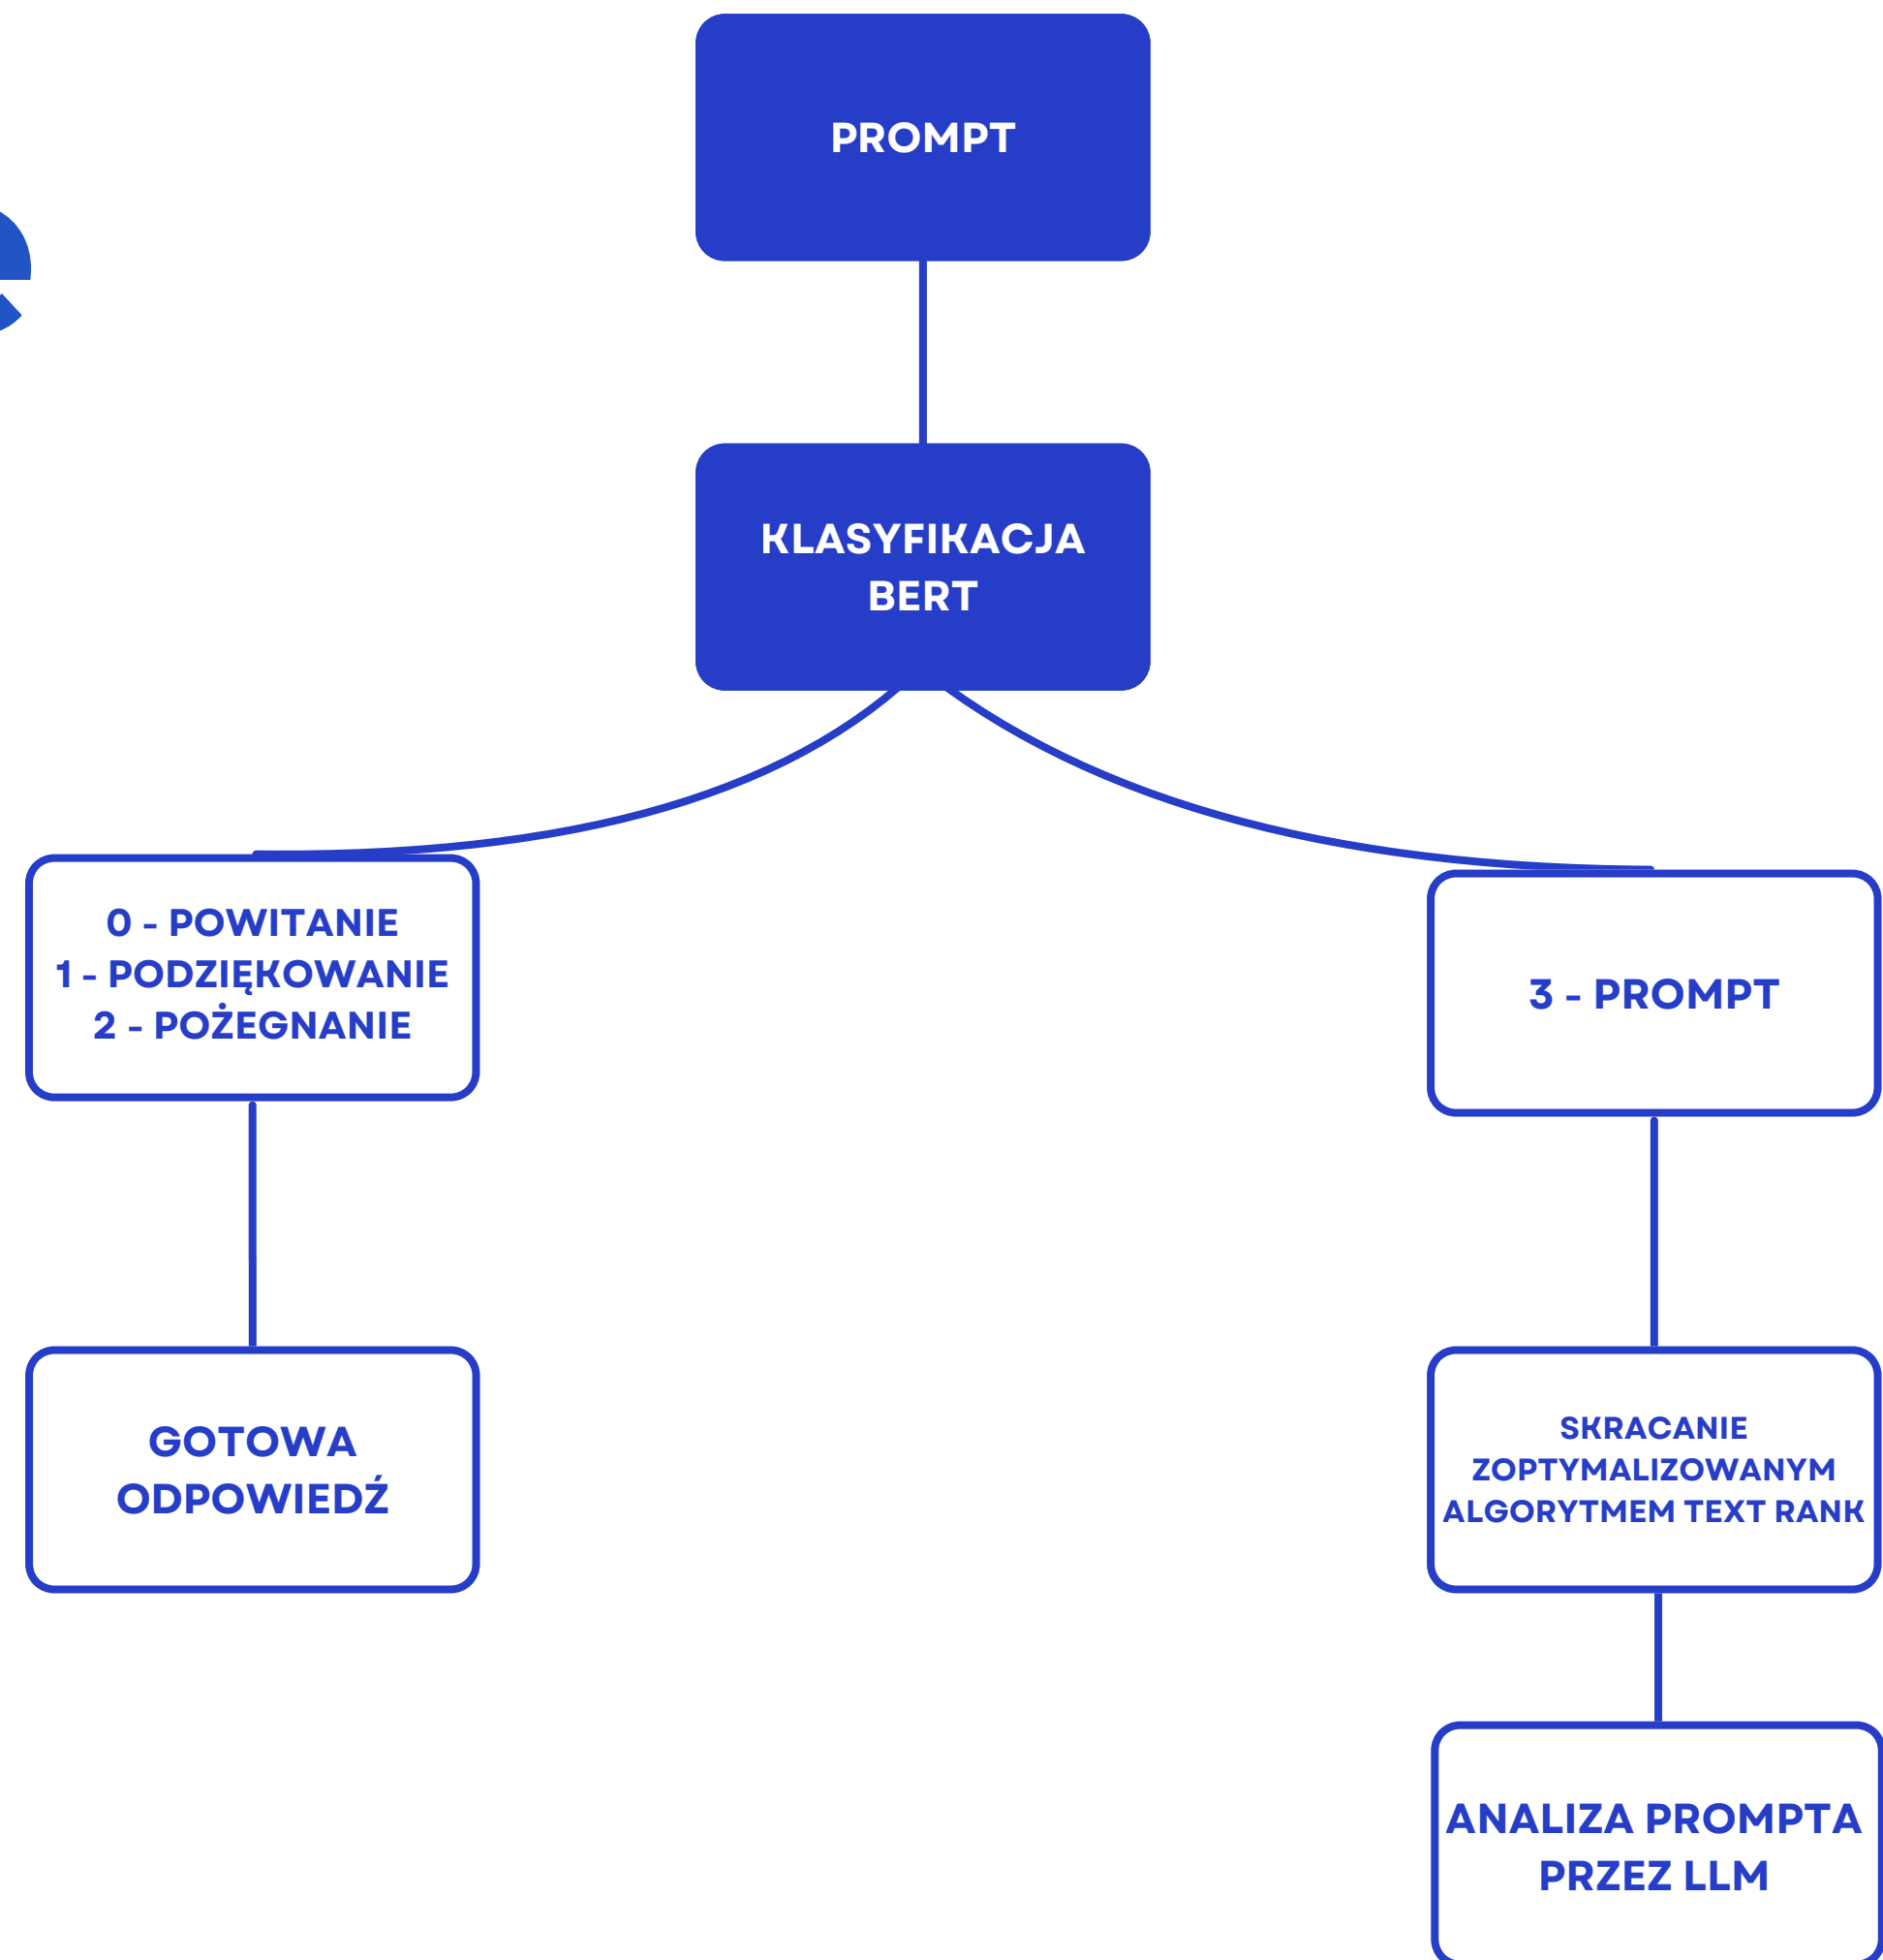 PROMPT
KLASYFIKACJA
BERT
0 - POWITANIE
1 - PODZIĘKOWANIE
2 - POŻEGNANIE
3 - PROMPT
GOTOWA
ODPOWIEDŹ
SKRACANIE
ZOPTYMALIZOWANYM
ALGORYTMEM TEXT RANK
ANALIZA PROMPTA
PRZEZ LLM